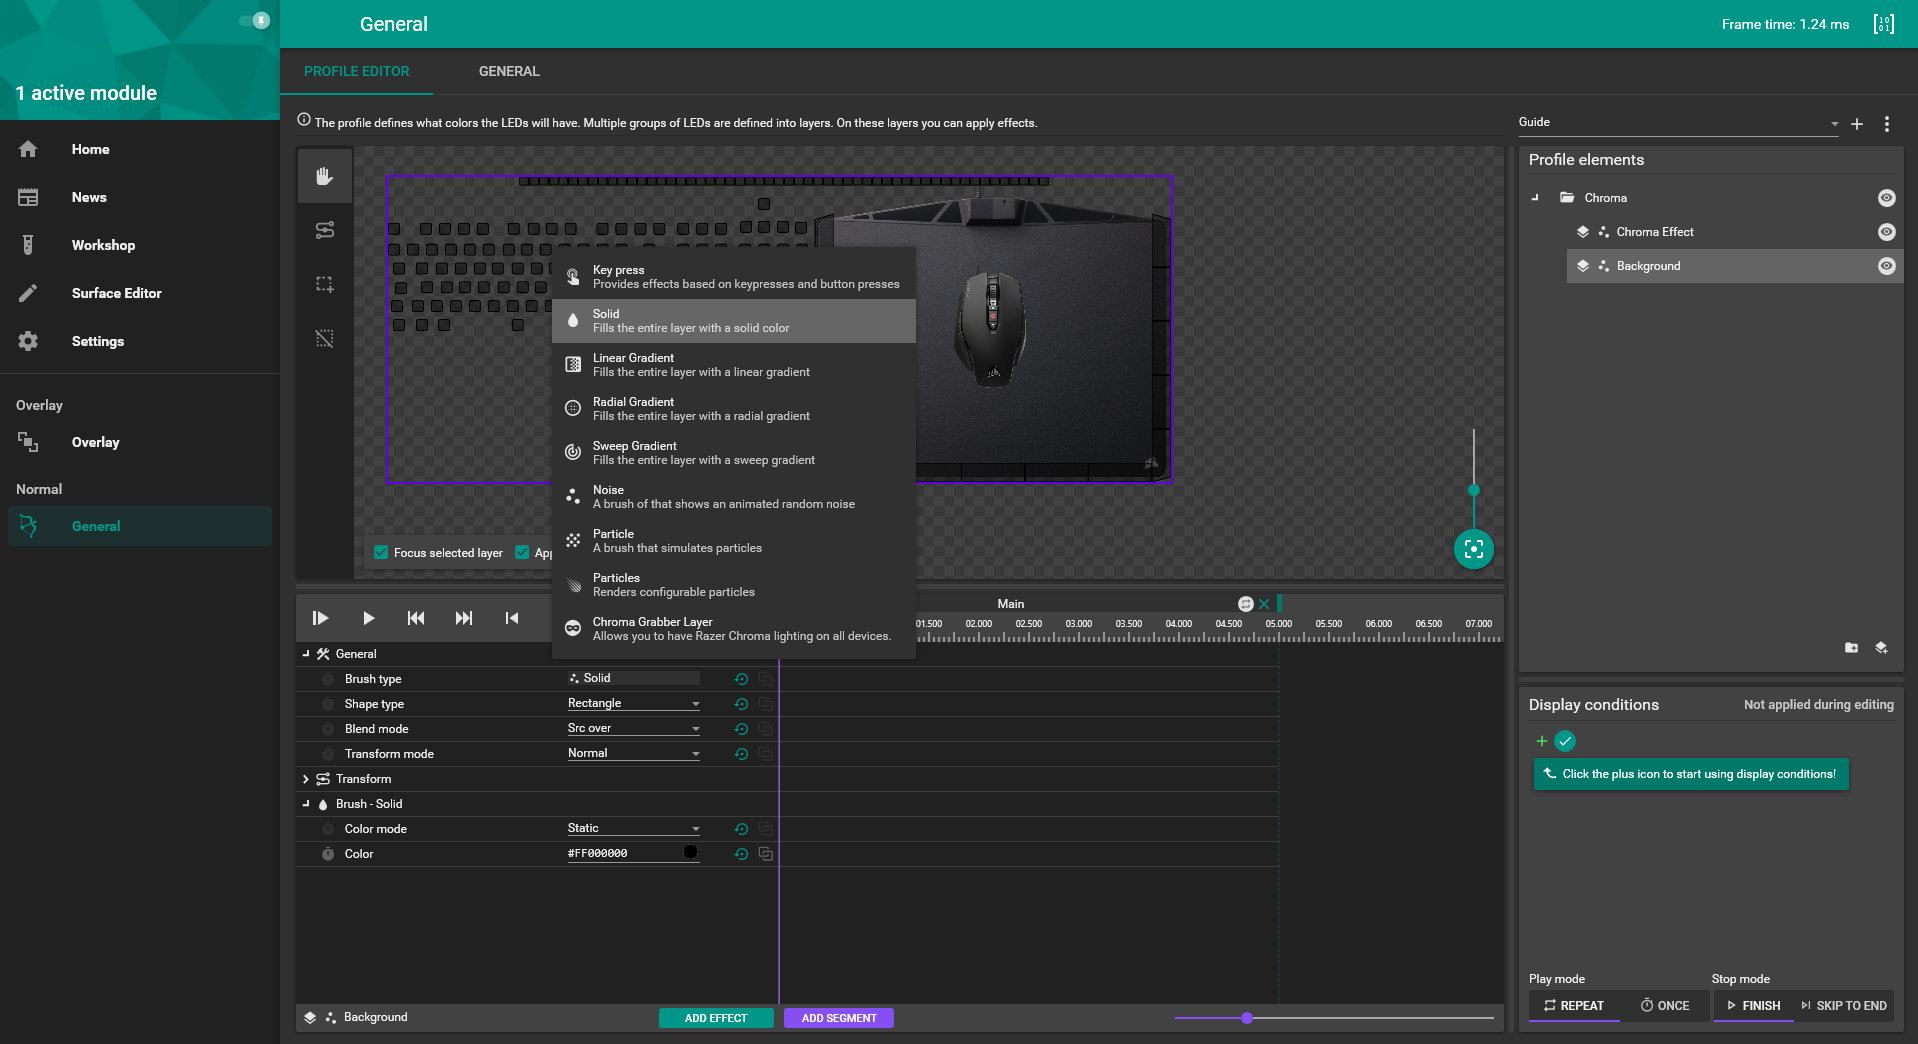 General
Frame time: 1.24 ms
1 active module
Home
News
Workshop
Surface Editor
Settings
Overlay
Overlay
Normal
General
PROFILE EDITOR
GENERAL
The profile defines what colors the LEDs will have. Multiple groups of LEDs are defined into layers. On these layers you can apply effects.
Key press
Provides effects based on keypresses and button presses
Solid
Fills the entire layer with a solid color
Linear Gradient
Fills the entire layer with a linear gradient
Radial Gradient
Fills the entire layer with a radial gradient
Sweep Gradient
Fills the entire layer with a sweep gradient
Noise
A brush of that shows an animated random noise
Particle
A brush that simulates particles
Particles
Renders configurable particles
Chroma Grabber Layer
Allows you to have Razer Chroma lighting on all devices.
Focus selected layer
App
Main
01.500 02.000 02.500 03.000 03.500 04.000 04.500 05.000 05.500 06.000 06.500 07.000
General
Brush type Solid
Shape type Rectangle
Blend mode Src over
Transform mode Normal
Transform
Brush - Solid
Color mode Static
Color #FF000000
Background
ADD EFFECT
ADD SEGMENT
Guide
Profile elements
Chroma
Chroma Effect
Background
Display conditions
Not applied during editing
Click the plus icon to start using display conditions!
Play mode
Stop mode
REPEAT
ONCE
FINISH
SKIP TO END